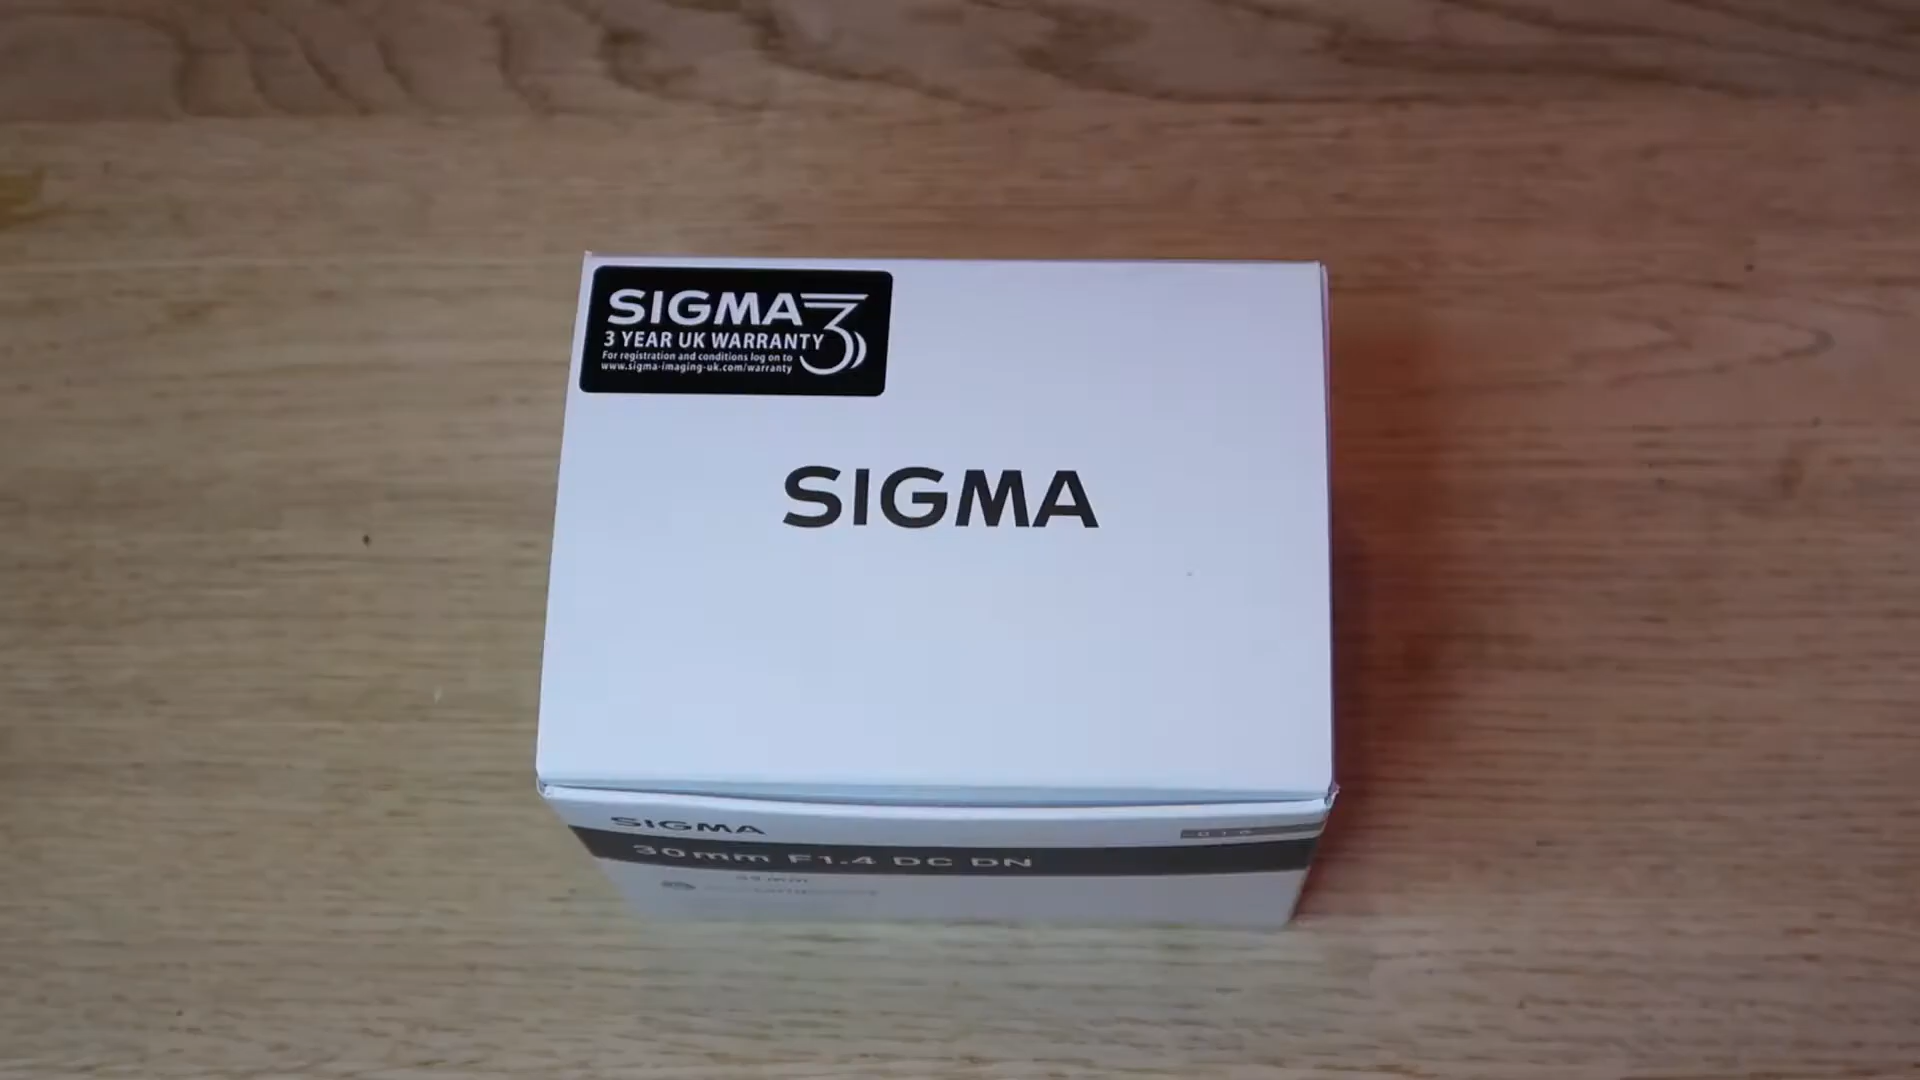 SIGMA 3
3 YEAR UK WARRANTY
For registration and conditions log on to
www.sigma-imaging-uk.com/warranty
SIGMA
SIGMA
30mm F1.4 DC DN